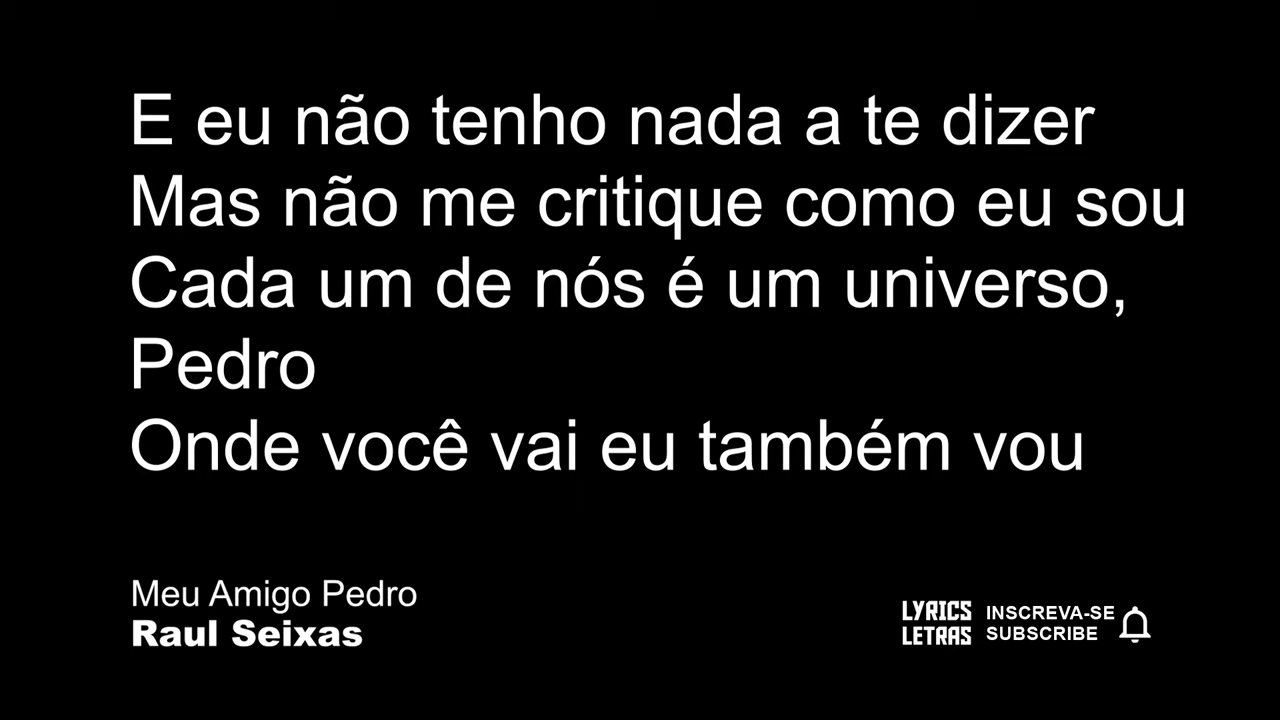 E eu não tenho nada a te dizer
Mas não me critique como eu sou
Cada um de nós é um universo,
Pedro
Onde você vai eu também vou
Meu Amigo Pedro
Raul Seixas
LYRICS
LETRAS
INSCREVA-SE
SUBSCRIBE